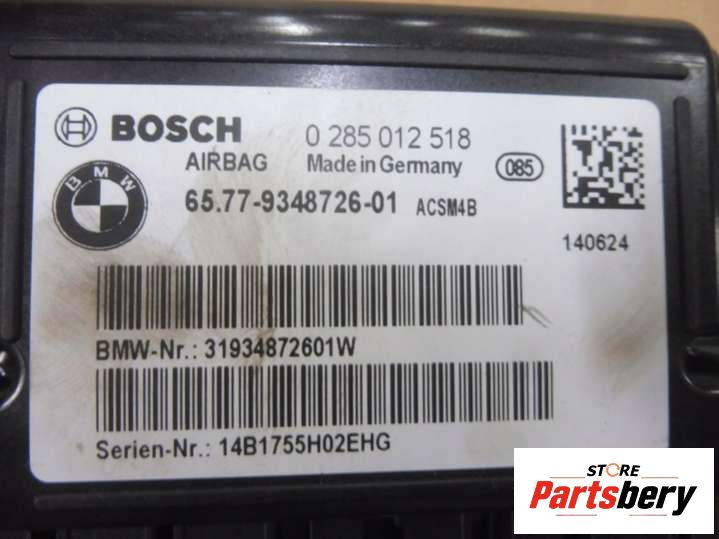 BOSCH 0 285 012 518
AIRBAG Made in Germany 085
BMW 65.77-9348726-01 ACSM4B
140624
BMW-Nr.: 31934872601W
Serien-Nr.: 14B1755H02EHG
STORE
Partsbery